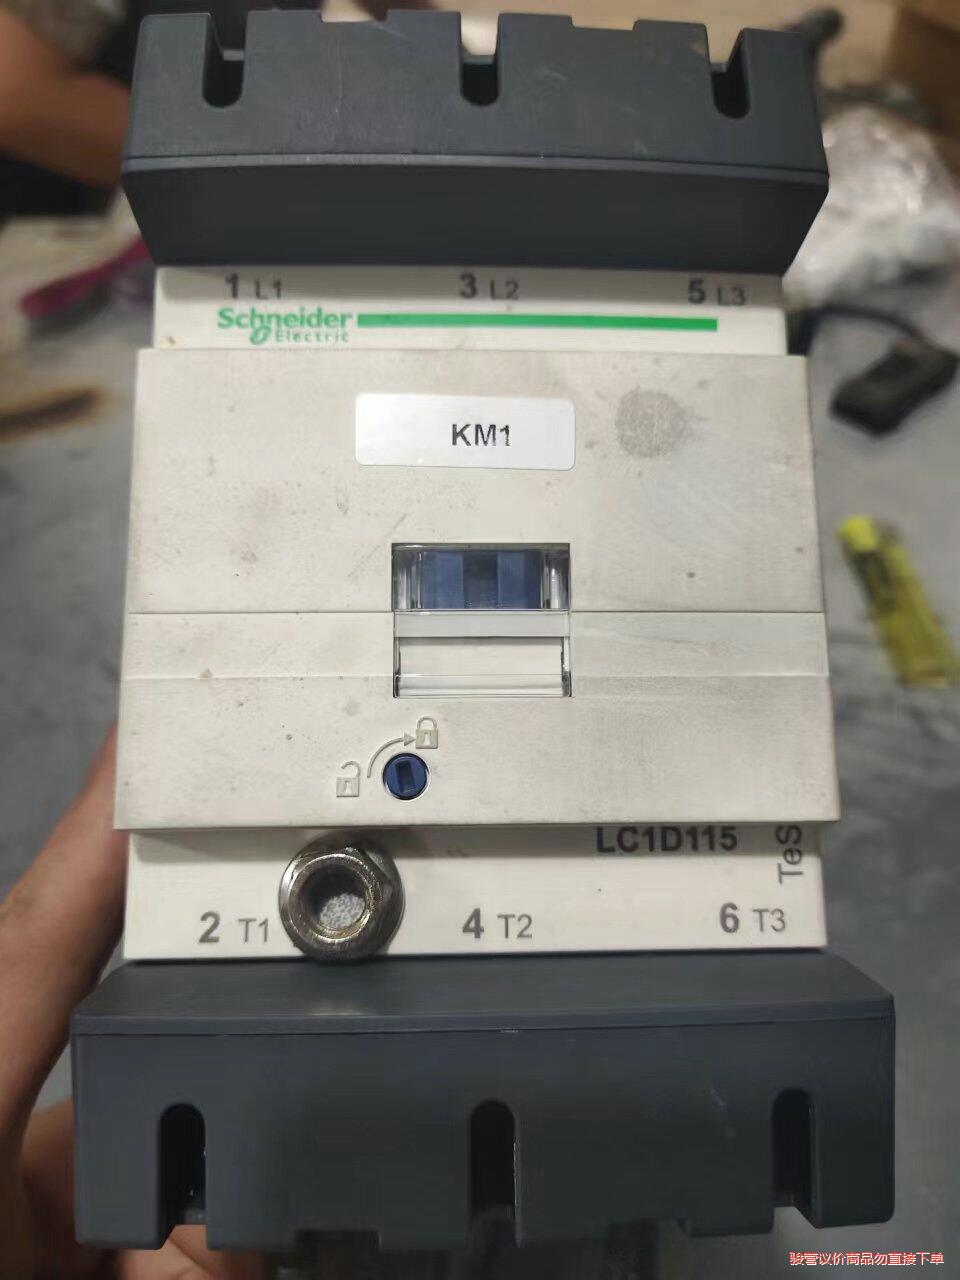 1 L1 3 L2 5 L3
Schneider
Electric
KM1
LC1D115
TeS
2 T1 4 T2 6 T3
骏营议价商品勿直接下单